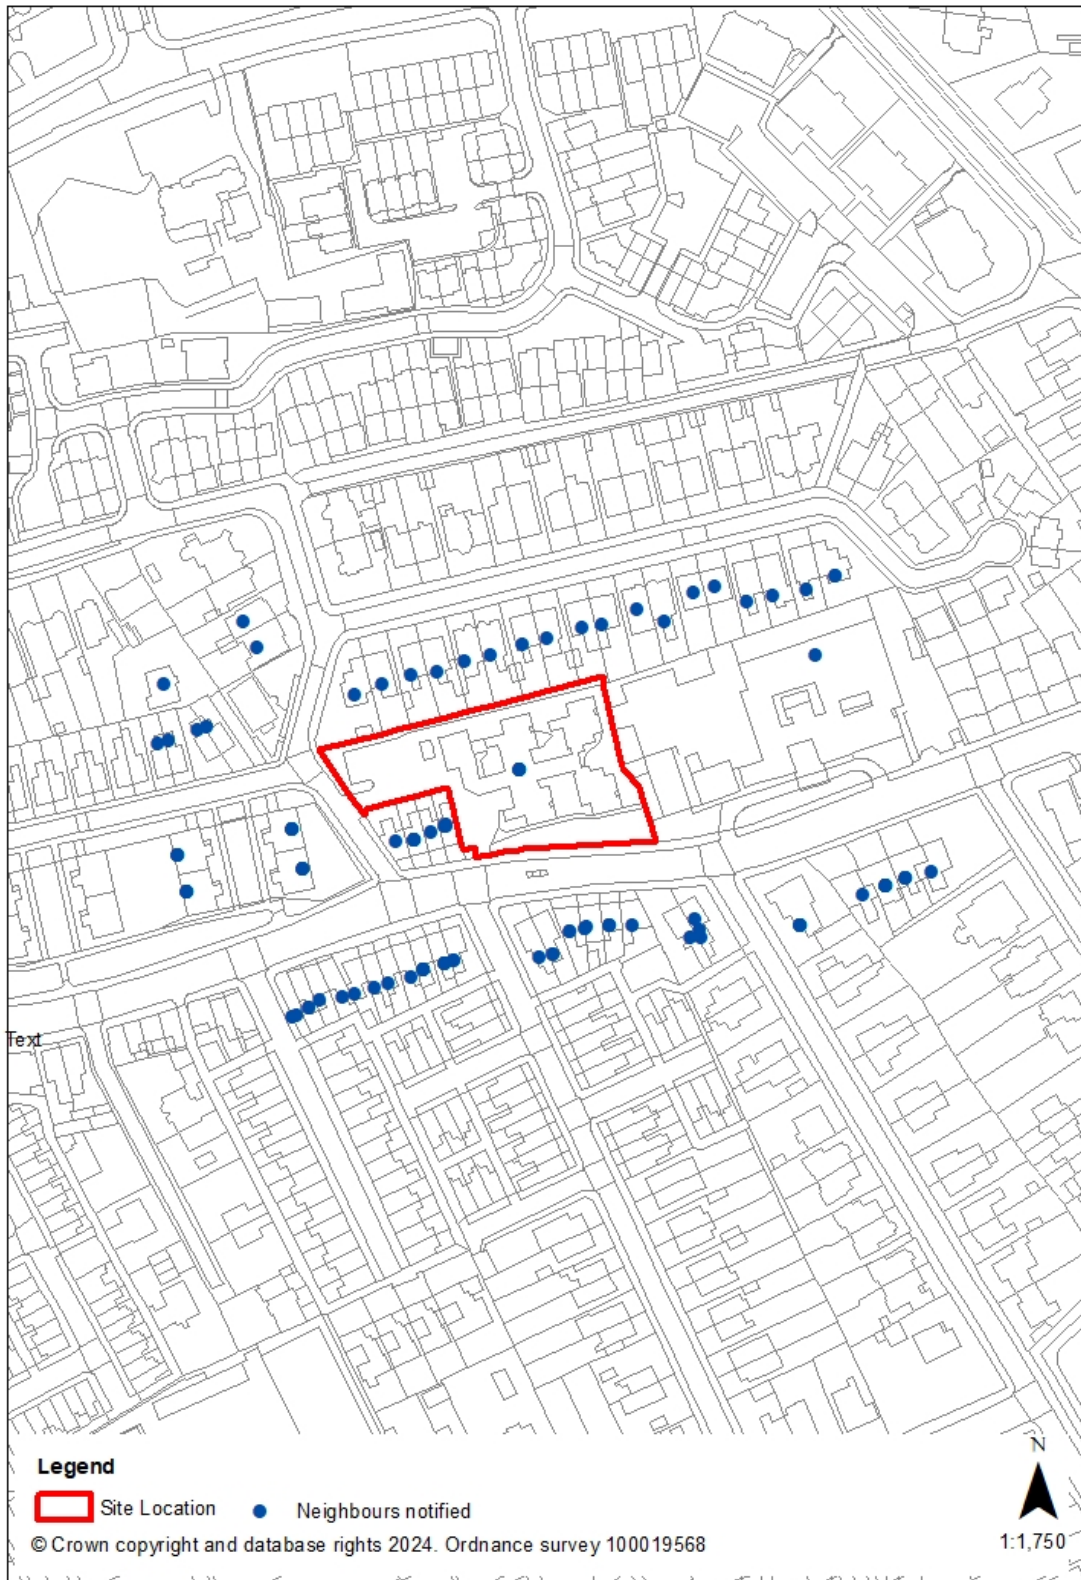 Text
Legend
N
Site Location Neighbours notified
© Crown copyright and database rights 2024. Ordnance survey 100019568
1:1,750